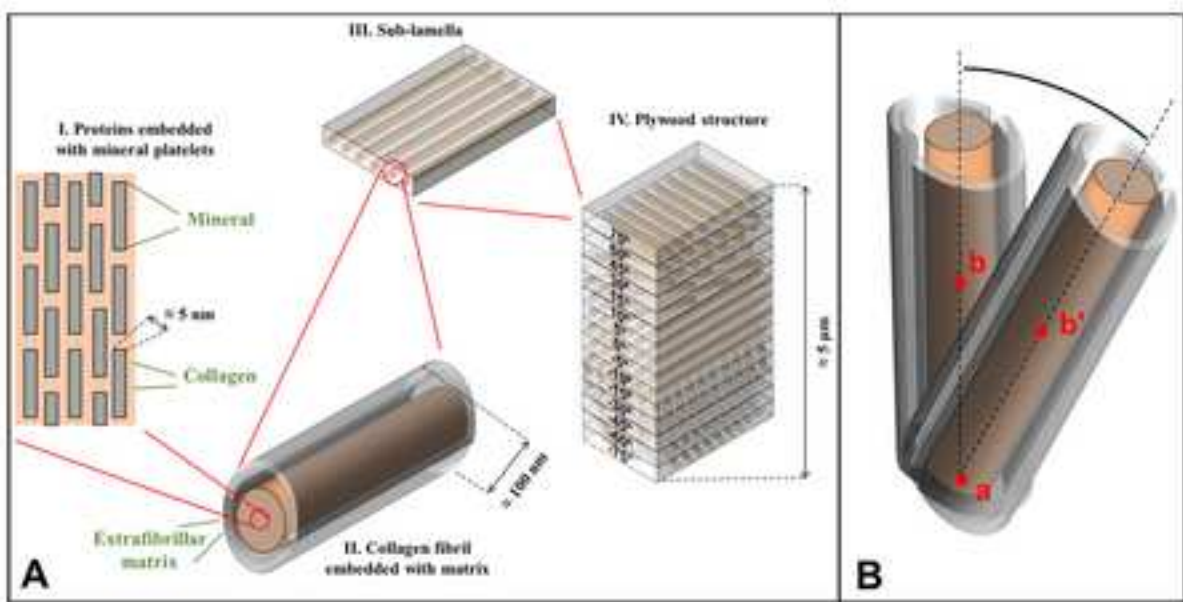 III. Sub-lamella
I. Proteins embedded
with mineral platelets
IV. Plywood structure
Mineral
≈ 5 nm
Collagen
≈ 5 µm
≈ 100 nm
Extrafibrillar
matrix
II. Collagen fibril
embedded with matrix
A
b
a'
b'
a
B